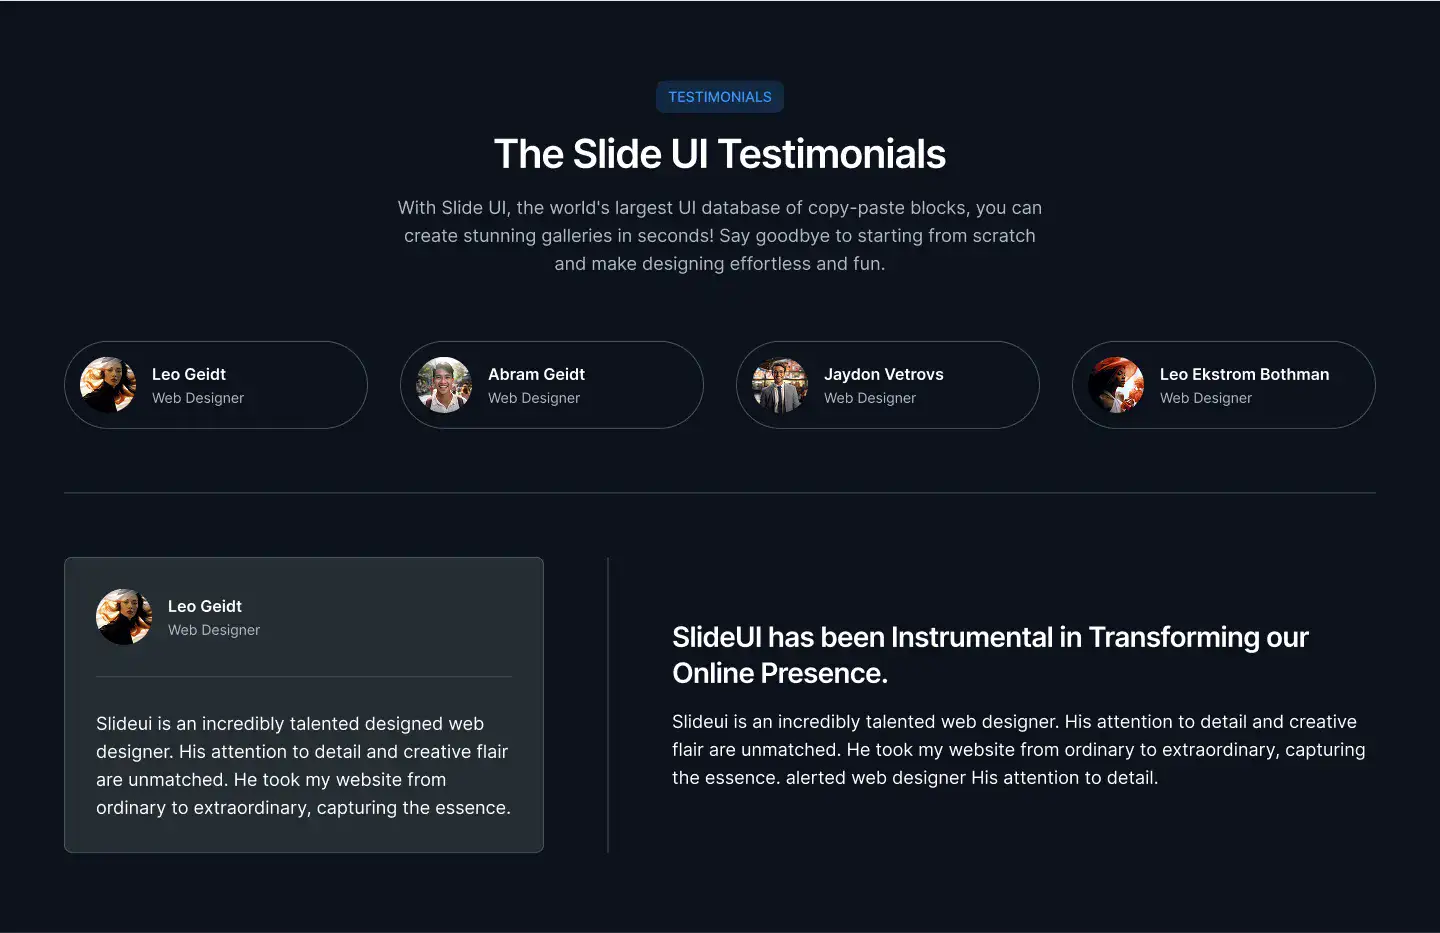 TESTIMONIALS
The Slide UI Testimonials
With Slide UI, the world's largest UI database of copy-paste blocks, you can
create stunning galleries in seconds! Say goodbye to starting from scratch
and make designing effortless and fun.
Leo Geidt
Web Designer
Abram Geidt
Web Designer
Jaydon Vetrovs
Web Designer
Leo Ekstrom Bothman
Web Designer
Leo Geidt
Web Designer
Slideui is an incredibly talented designed web
designer. His attention to detail and creative flair
are unmatched. He took my website from
ordinary to extraordinary, capturing the essence.
SlideUI has been Instrumental in Transforming our
Online Presence.
Slideui is an incredibly talented web designer. His attention to detail and creative
flair are unmatched. He took my website from ordinary to extraordinary, capturing
the essence. alerted web designer His attention to detail.